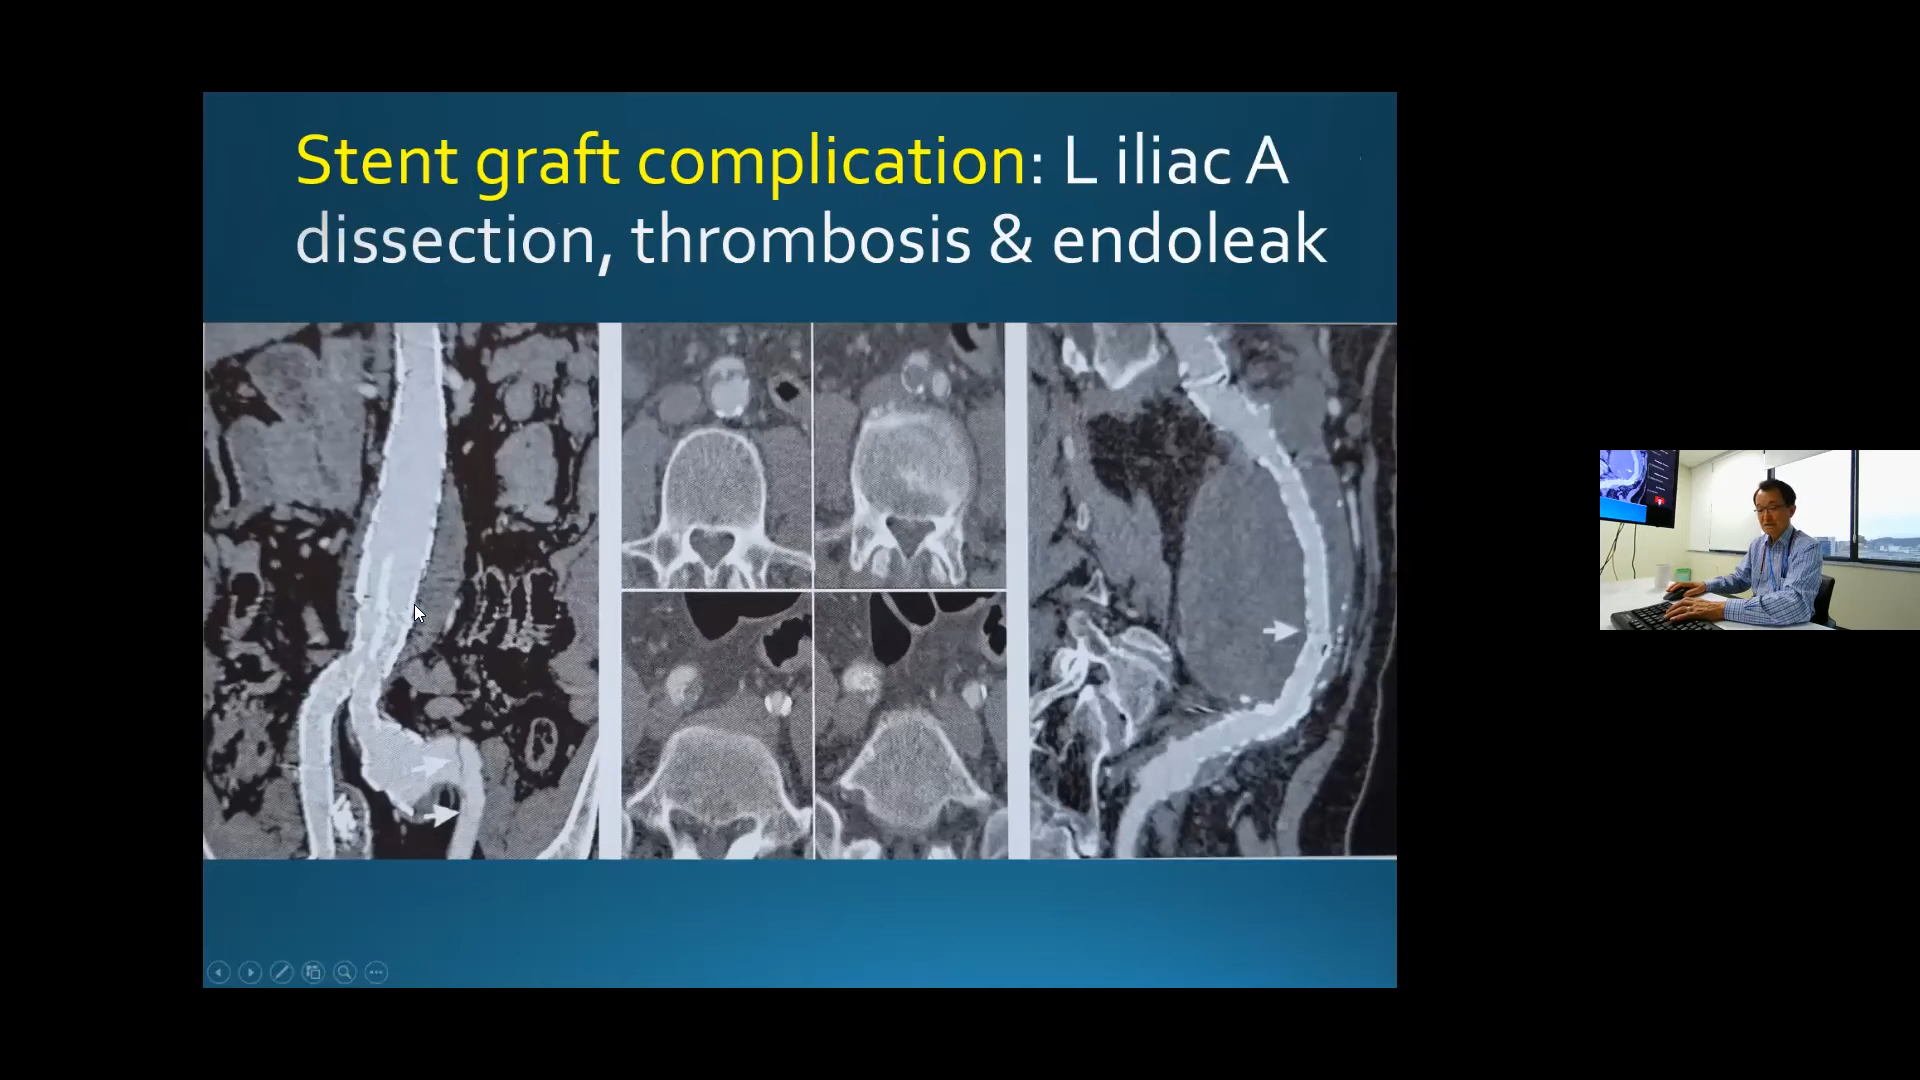 Stent graft complication: L iliac A
dissection, thrombosis & endoleak